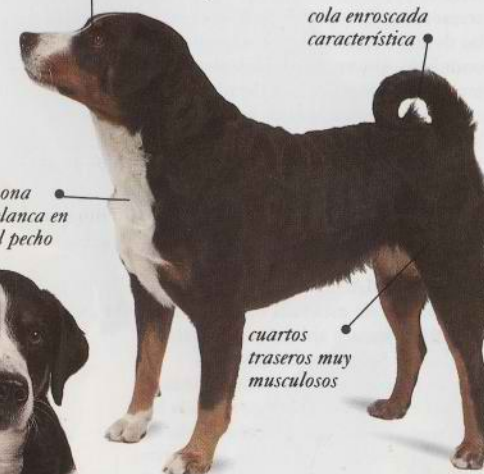 cola enroscada
característica
ona
lanca en
l pecho
cuartos
traseros muy
musculosos